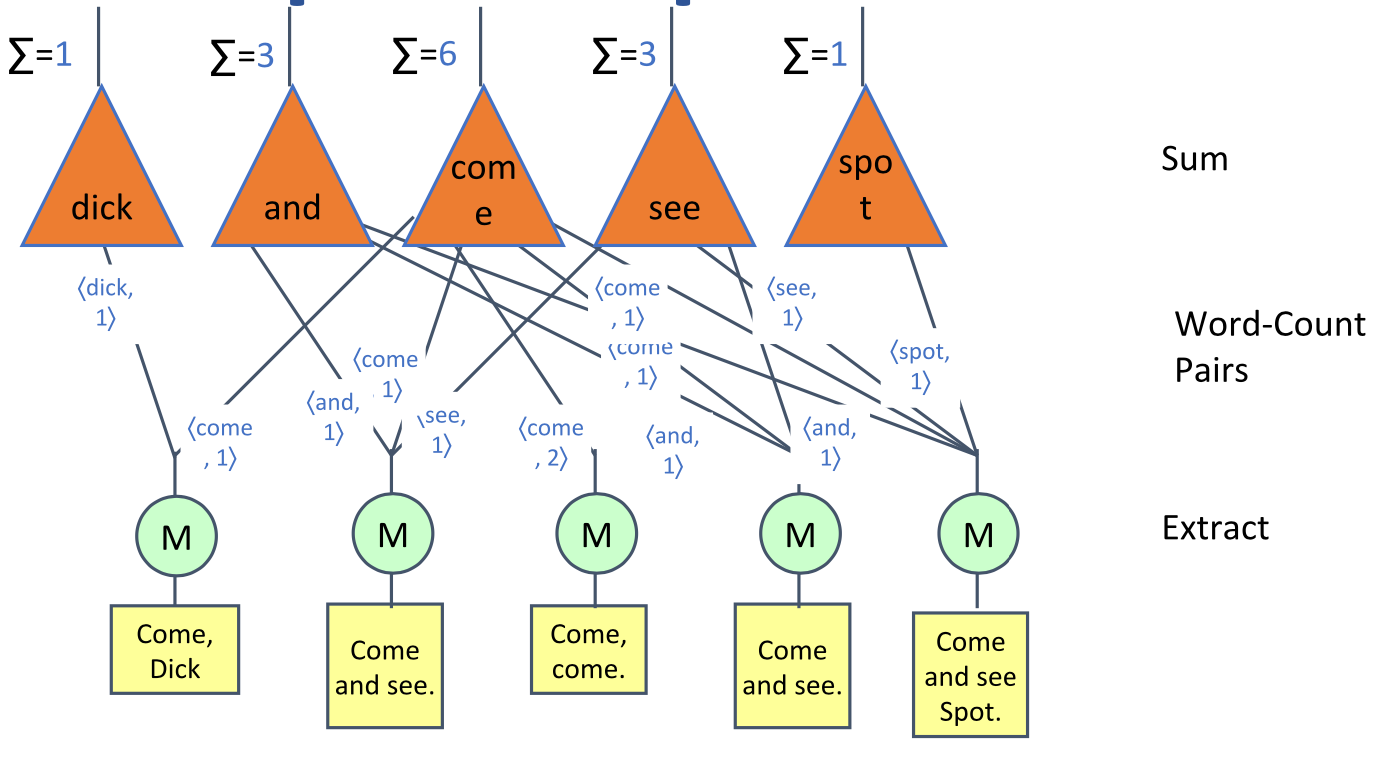 ∑=1
∑=3
∑=6
∑=3
∑=1
dick
and
com
e
see
spo
t
Sum
⟨dick,
1⟩
⟨come
, 1⟩
⟨see,
1⟩
Word-Count
Pairs
⟨come
, 1⟩
⟨spot,
1⟩
⟨come
1⟩
⟨and,
1⟩
⟨see,
1⟩
⟨come
, 1⟩
⟨come
, 2⟩
⟨and,
1⟩
⟨and,
1⟩
M
M
M
M
M
Extract
Come,
Dick
Come
and see.
Come,
come.
Come
and see.
Come
and see
Spot.